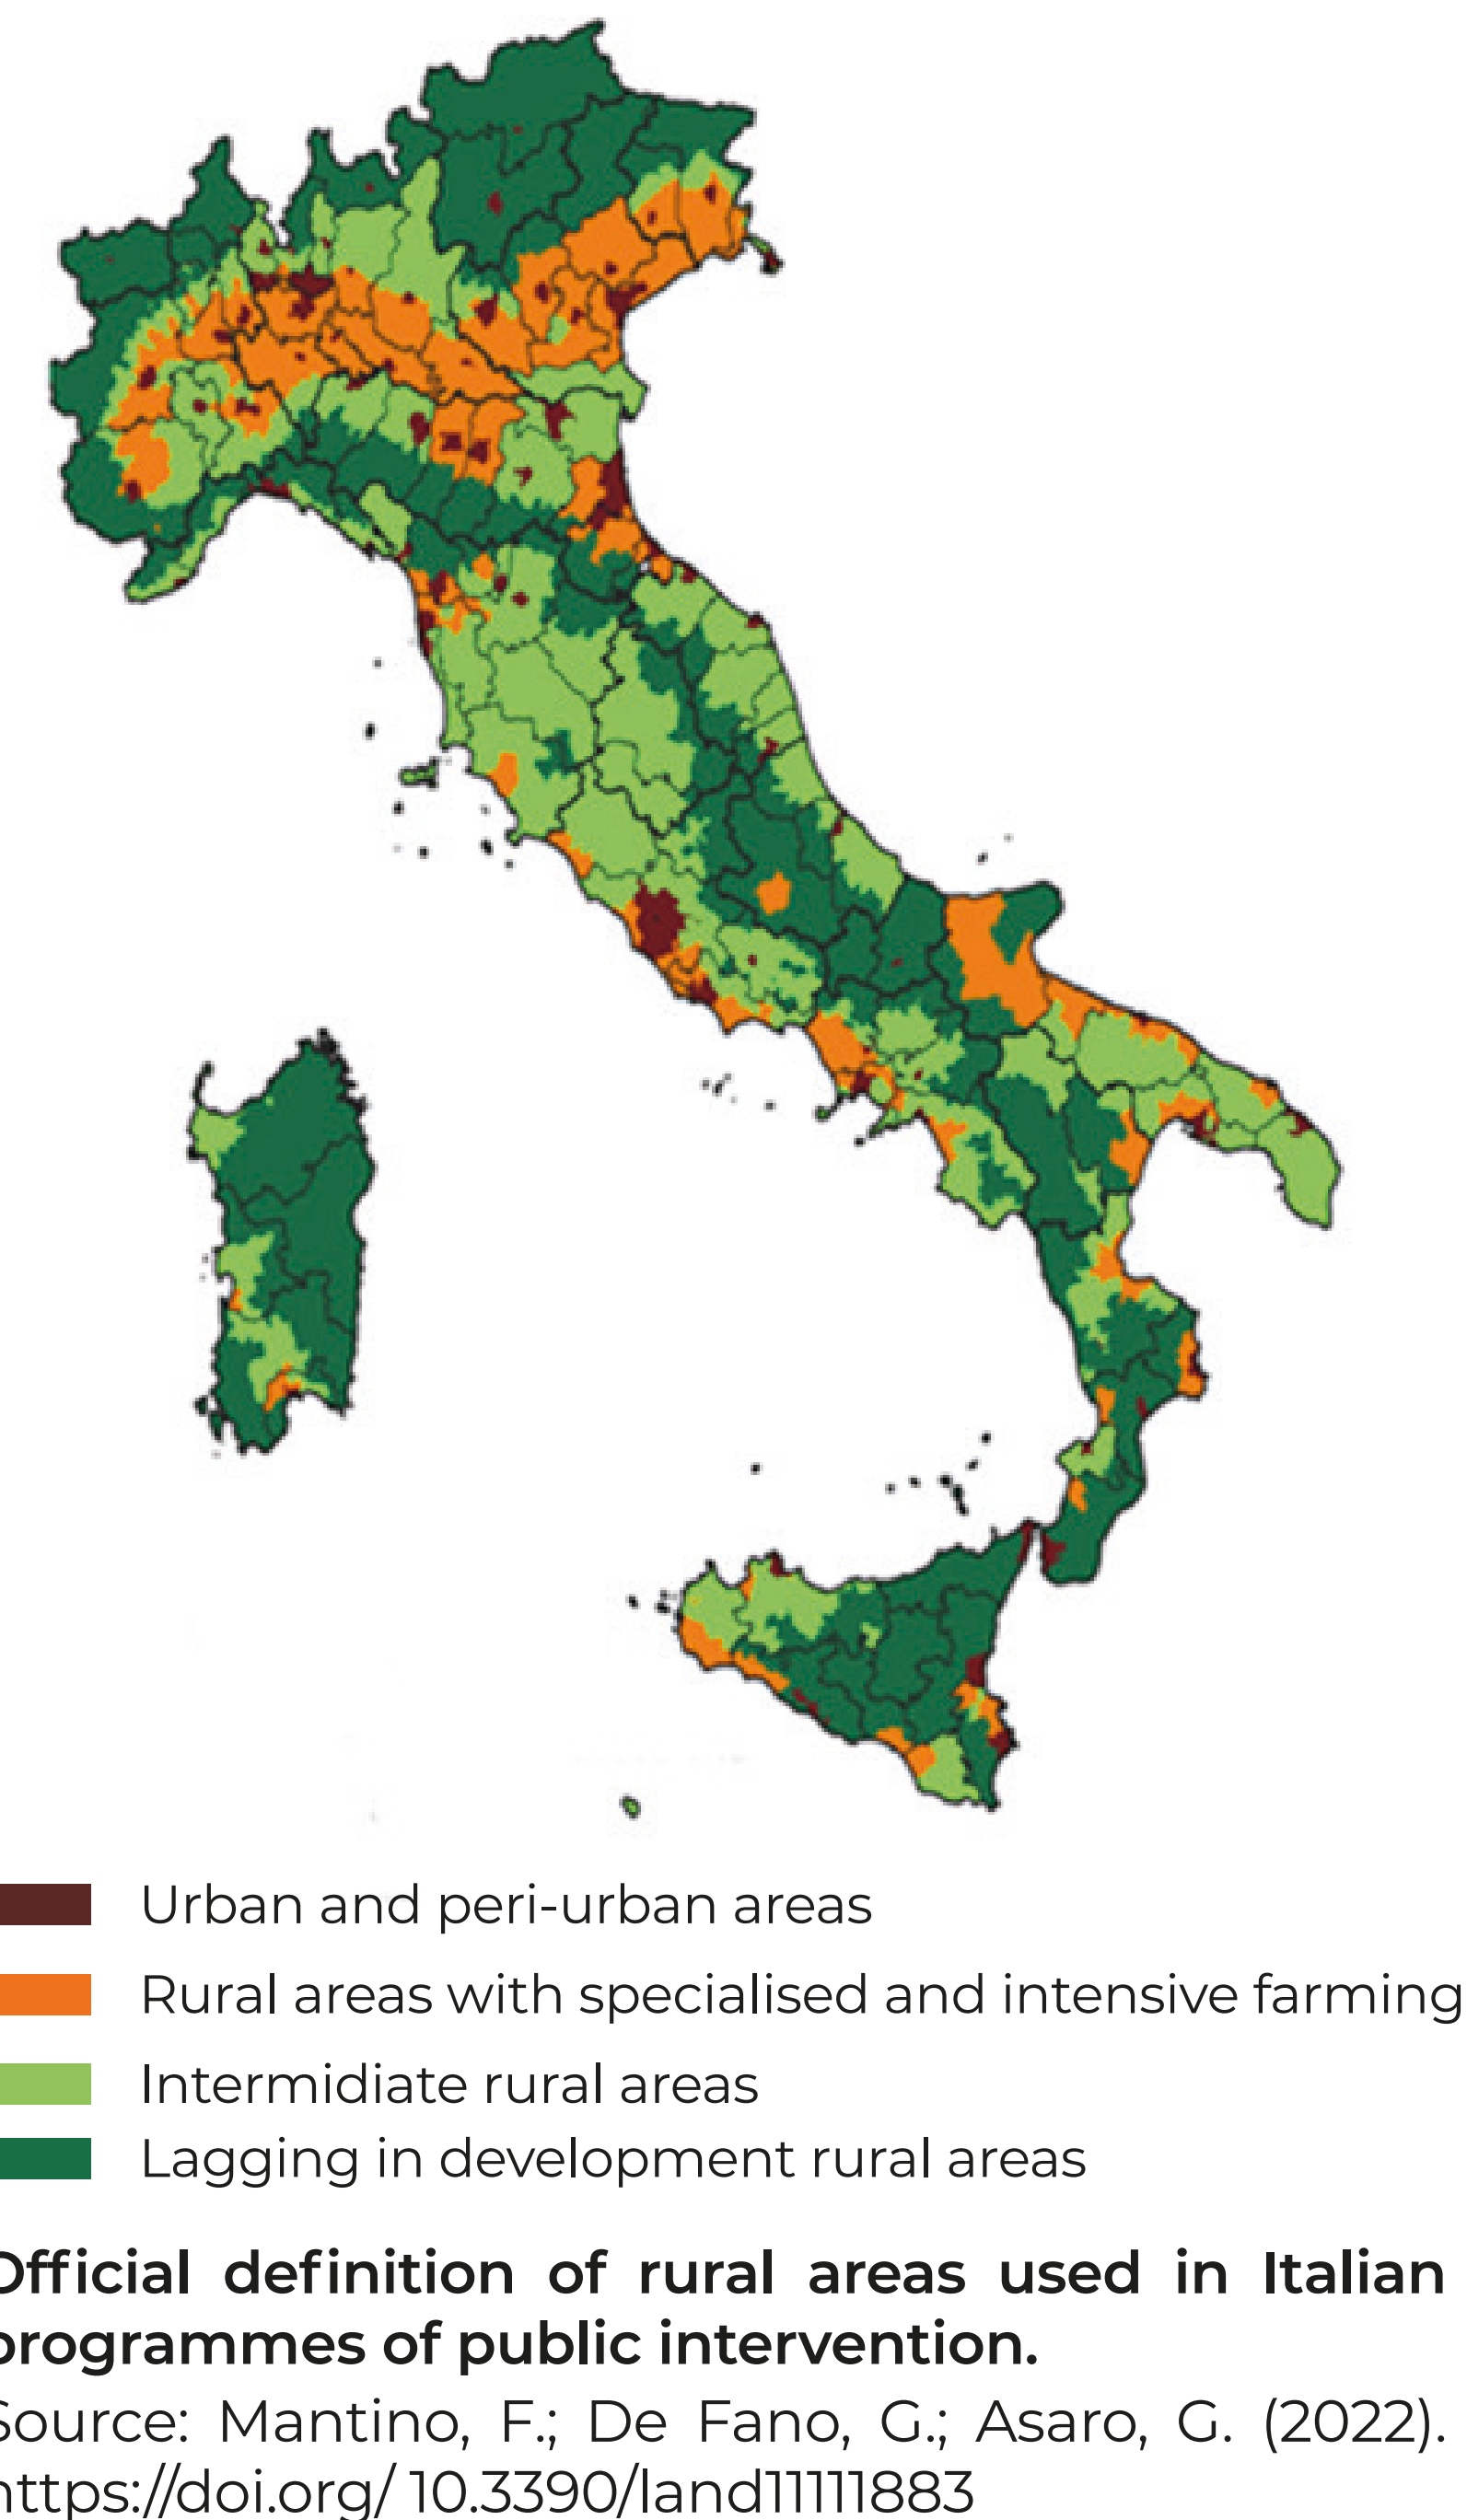 Urban and peri-urban areas
Rural areas with specialised and intensive farming
Intermidiate rural areas
Lagging in development rural areas
Official definition of rural areas used in Italian
programmes of public intervention.
Source: Mantino, F.; De Fano, G.; Asaro, G. (2022).
https://doi.org/ 10.3390/land11111883